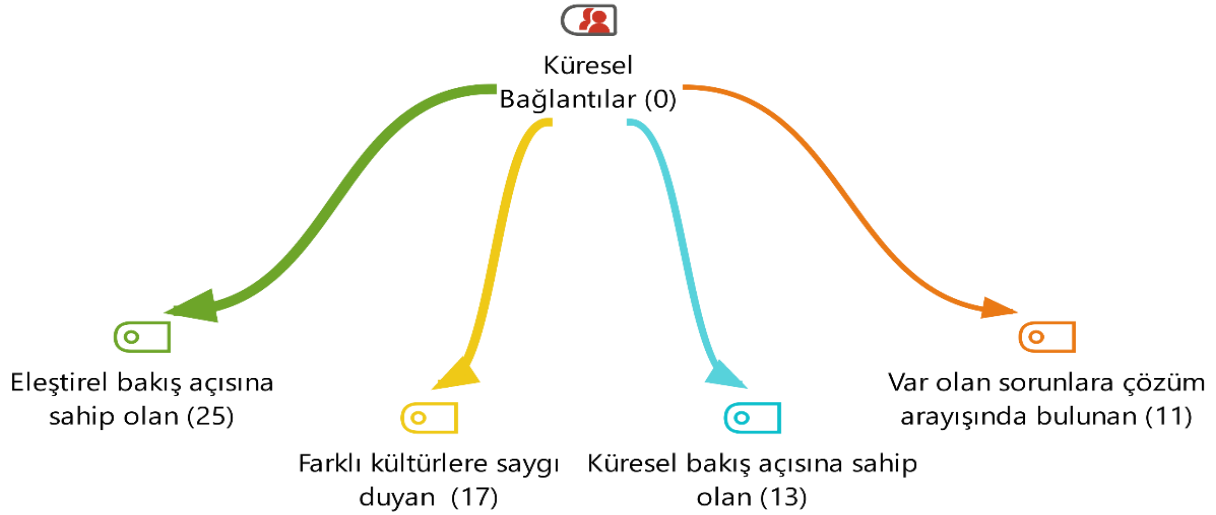 Küresel
Bağlantılar (0)
Eleştirel bakış açısına
sahip olan (25)
Farklı kültürlere saygı
duyan (17)
Küresel bakış açısına sahip
olan (13)
Var olan sorunlara çözüm
arayışında bulunan (11)